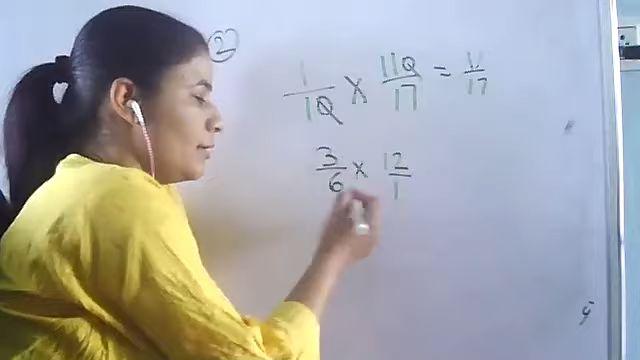 2
1/10 × 110/17 = 11/17
3/6 × 12/1